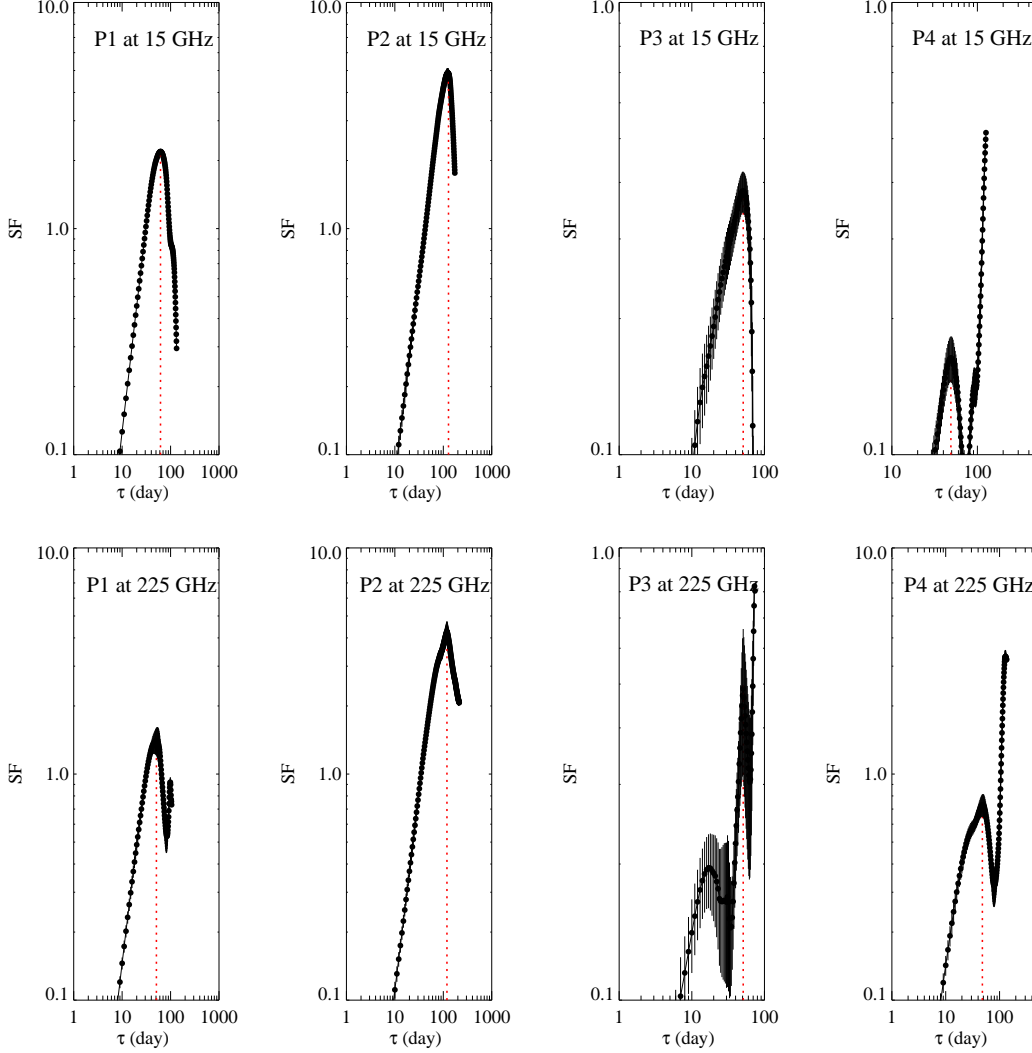 P1 at 15 GHz
10.0
1.0
0.1
SF
1 10 100 1000
τ (day)
P2 at 15 GHz
10.0
1.0
0.1
SF
1 10 100 1000
τ (day)
P3 at 15 GHz
1.0
0.1
SF
1 10 100
τ (day)
P4 at 15 GHz
1.0
0.1
SF
10 100
τ (day)
P1 at 225 GHz
10.0
1.0
0.1
SF
1 10 100 1000
τ (day)
P2 at 225 GHz
10.0
1.0
0.1
SF
1 10 100 1000
τ (day)
P3 at 225 GHz
1.0
0.1
SF
1 10 100
τ (day)
P4 at 225 GHz
10.0
1.0
0.1
SF
1 10 100
τ (day)